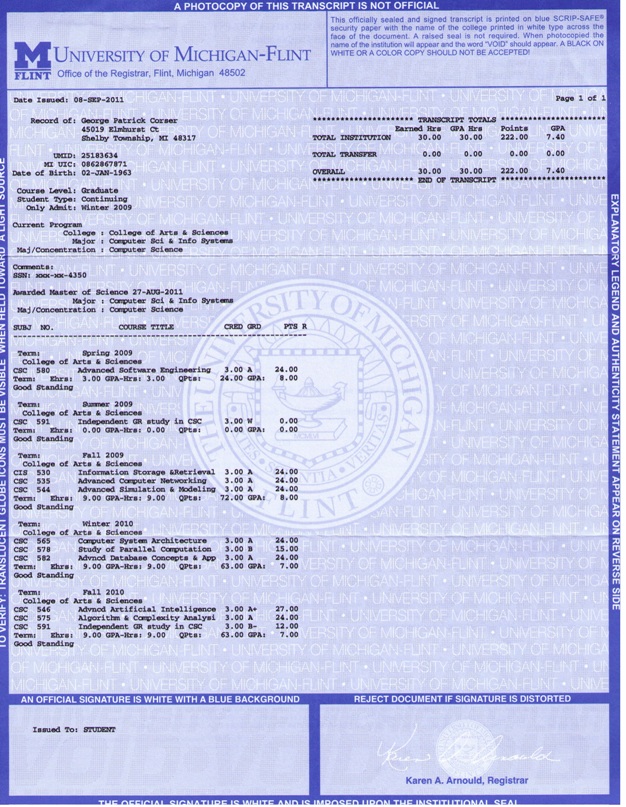 A PHOTOCOPY OF THIS TRANSCRIPT IS NOT OFFICIAL
UNIVERSITY OF MICHIGAN-FLINT
FLINT Office of the Registrar, Flint, Michigan 48502
This officially sealed and signed transcript is printed on blue SCRIP-SAFE®
security paper with the name of the college printed in white type across the
face of the document. A raised seal is not required. When photocopied the
name of the institution will appear and the word "VOID" should appear. A BLACK ON
WHITE OR A COLOR COPY SHOULD NOT BE ACCEPTED!
Date Issued: 08-SEP-2011
Page 1 of 1
Record of: George Patrick Corser
45019 Elmhurst Ct
Shelby Township, MI 48317
UMID: 25183634
MI UIC: 0862867871
Date of Birth: 02-JAN-1963
Course Level: Graduate
Student Type: Continuing
Only Admit: Winter 2009
Current Program
College : College of Arts & Sciences
Major : Computer Sci & Info Systems
Maj/Concentration : Computer Science
********************** TRANSCRIPT TOTALS ***********************
Earned Hrs GPA Hrs Points GPA
TOTAL INSTITUTION 30.00 30.00 222.00 7.40
TOTAL TRANSFER 0.00 0.00 0.00 0.00
OVERALL 30.00 30.00 222.00 7.40
********************** END OF TRANSCRIPT ***********************
Comments:
SSN: xxx-xx-4350
Awarded Master of Science 27-AUG-2011
Major : Computer Sci & Info Systems
Maj/Concentration : Computer Science
SUBJ NO. COURSE TITLE CRED GRD PTS R
Term: Spring 2009
College of Arts & Sciences
CSC 580 Advanced Software Engineering 3.00 A 24.00
Term: Ehrs: 3.00 GPA-Hrs: 3.00 QPts: 24.00 GPA: 8.00
Good Standing
Term: Summer 2009
College of Arts & Sciences
CSC 591 Independent GR study in CSC 3.00 W 0.00
Term: Ehrs: 0.00 GPA-Hrs: 0.00 QPts: 0.00 GPA: 0.00
Good Standing
Term: Fall 2009
College of Arts & Sciences
CIS 530 Information Storage &Retrieval 3.00 A 24.00
CSC 535 Advanced Computer Networking 3.00 A 24.00
CSC 544 Advanced Simulation & Modeling 3.00 A 24.00
Term: Ehrs: 9.00 GPA-Hrs: 9.00 QPts: 72.00 GPA: 8.00
Good Standing
Term: Winter 2010
College of Arts & Sciences
CSC 565 Computer System Architecture 3.00 A 24.00
CSC 578 Study of Parallel Computation 3.00 B 15.00
CSC 582 Advncd Database Concepts & App 3.00 A 24.00
Term: Ehrs: 9.00 GPA-Hrs: 9.00 QPts: 63.00 GPA: 7.00
Good Standing
Term: Fall 2010
College of Arts & Sciences
CSC 546 Advncd Artificial Intelligence 3.00 A+ 27.00
CSC 575 Algorithm & Complexity Analysi 3.00 A 24.00
CSC 591 Independent GR study in CSC 3.00 B- 12.00
Term: Ehrs: 9.00 GPA-Hrs: 9.00 QPts: 63.00 GPA: 7.00
Good Standing
THE UNIVERSITY OF MICHIGAN
FLINT
TO VERIFY: TRANSLUCENT GLOBE ICONS MUST BE VISIBLE WHEN HELD TOWARD A LIGHT SOURCE
EXPLANATORY LEGEND AND AUTHENTICITY STATEMENT APPEAR ON REVERSE SIDE
AN OFFICIAL SIGNATURE IS WHITE WITH A BLUE BACKGROUND
REJECT DOCUMENT IF SIGNATURE IS DISTORTED
Issued To: STUDENT
Karen A. Arnould
Karen A. Arnould, Registrar
THE OFFICIAL SIGNATURE IS WHITE AND IS IMPOSED UPON THE INSTITUTIONAL SEAL